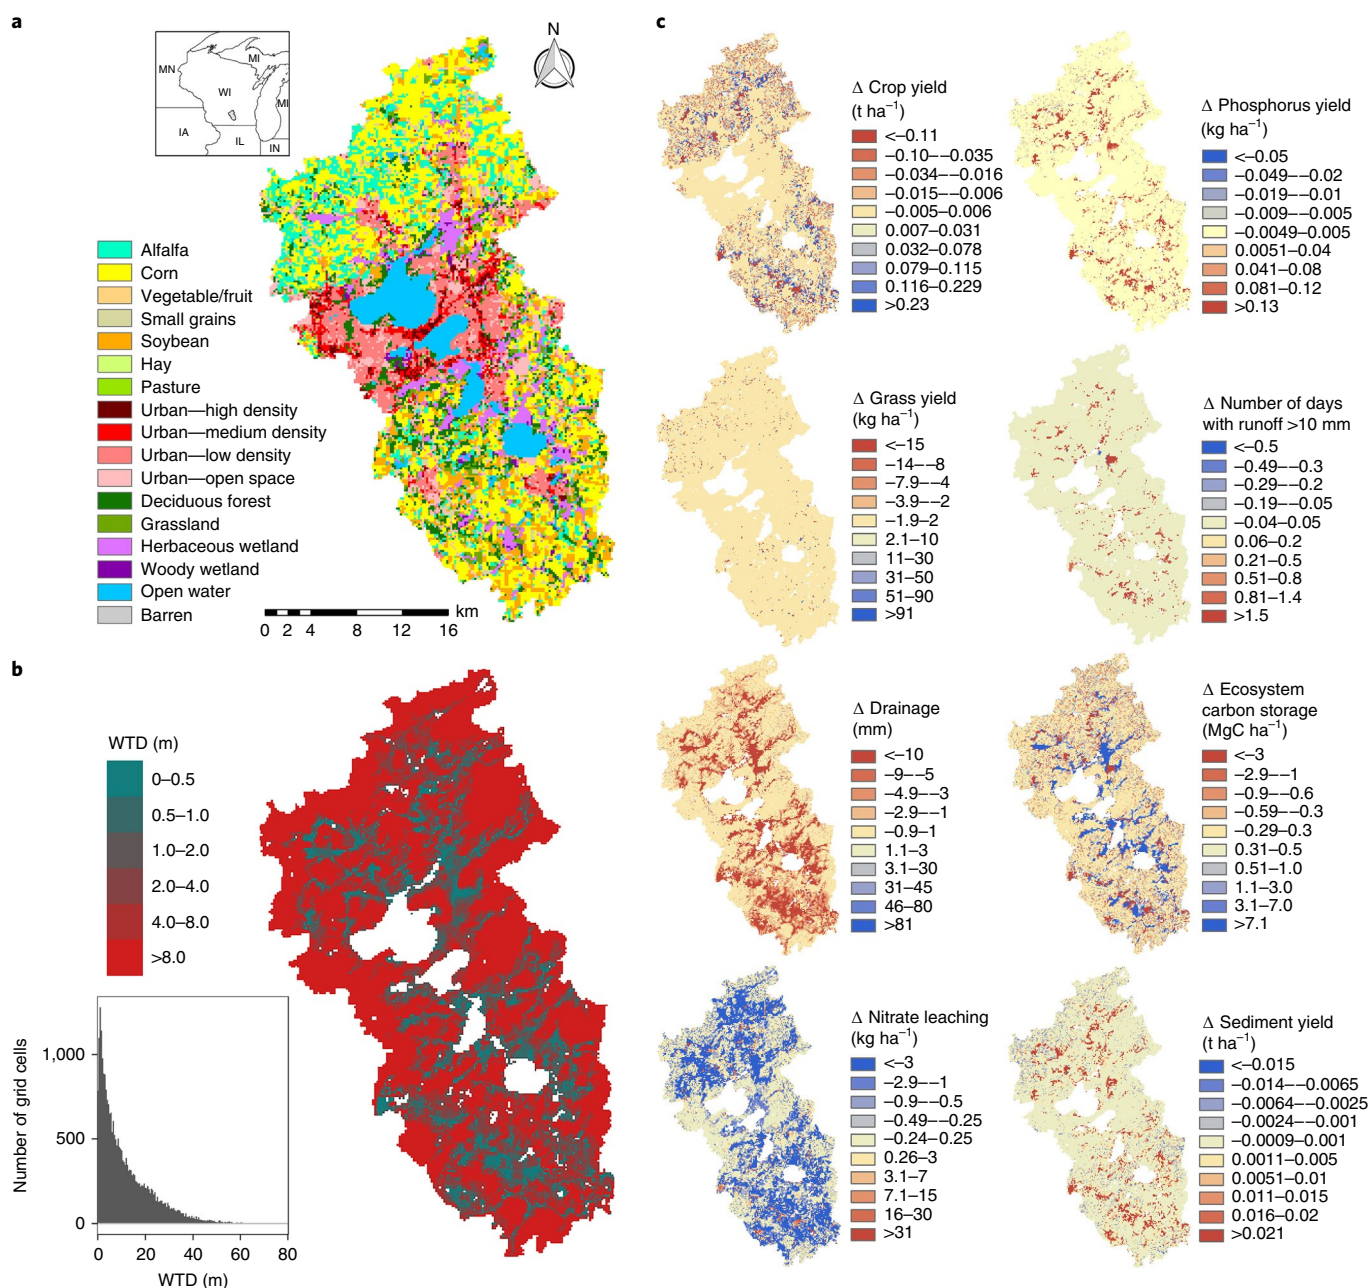 a
N
MN
WI
MI
MI
IA
IL
IN
Alfalfa
Corn
Vegetable/fruit
Small grains
Soybean
Hay
Pasture
Urban—high density
Urban—medium density
Urban—low density
Urban—open space
Deciduous forest
Grassland
Herbaceous wetland
Woody wetland
Open water
Barren
km
0 2 4 8 12 16
b
WTD (m)
0–0.5
0.5–1.0
1.0–2.0
2.0–4.0
4.0–8.0
>8.0
Number of grid cells
1,000
500
0
0 20 40 60 80
WTD (m)
c
Δ Crop yield
(t ha⁻¹)
<–0.11
–0.10––0.035
–0.034––0.016
–0.015––0.006
–0.005–0.006
0.007–0.031
0.032–0.078
0.079–0.115
0.116–0.229
>0.23
Δ Phosphorus yield
(kg ha⁻¹)
<–0.05
–0.049––0.02
–0.019––0.01
–0.009––0.005
–0.0049–0.005
0.0051–0.04
0.041–0.08
0.081–0.12
>0.13
Δ Grass yield
(kg ha⁻¹)
<–15
–14––8
–7.9––4
–3.9––2
–1.9–2
2.1–10
11–30
31–50
51–90
>91
Δ Number of days
with runoff >10 mm
<–0.5
–0.49––0.3
–0.29––0.2
–0.19––0.05
–0.04–0.05
0.06–0.2
0.21–0.5
0.51–0.8
0.81–1.4
>1.5
Δ Drainage
(mm)
<–10
–9––5
–4.9––3
–2.9––1
–0.9–1
1.1–3
3.1–30
31–45
46–80
>81
Δ Ecosystem
carbon storage
(MgC ha⁻¹)
<–3
–2.9––1
–0.9––0.6
–0.59––0.3
–0.29–0.3
0.31–0.5
0.51–1.0
1.1–3.0
3.1–7.0
>7.1
Δ Nitrate leaching
(kg ha⁻¹)
<–3
–2.9––1
–0.9––0.5
–0.49––0.25
–0.24–0.25
0.26–3
3.1–7
7.1–15
16–30
>31
Δ Sediment yield
(t ha⁻¹)
<–0.015
–0.014––0.0065
–0.0064––0.0025
–0.0024––0.001
–0.0009–0.001
0.0011–0.005
0.0051–0.01
0.011–0.015
0.016–0.02
>0.021